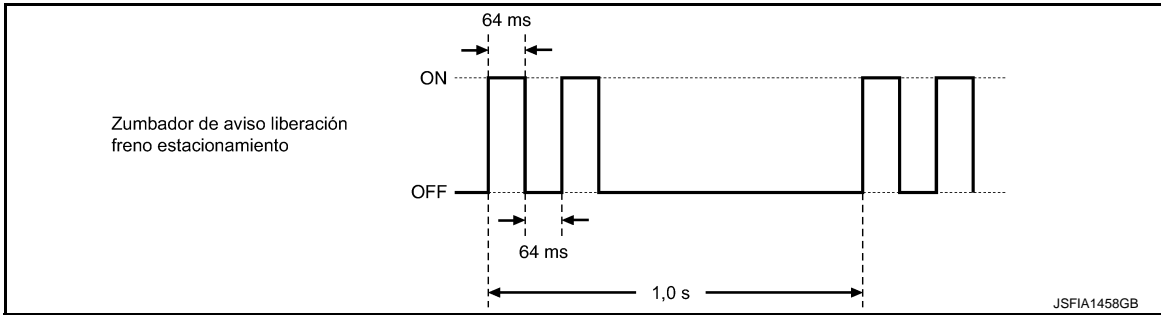 64 ms
ON
Zumbador de aviso liberación
freno estacionamiento
OFF
64 ms
1,0 s
JSFIA1458GB